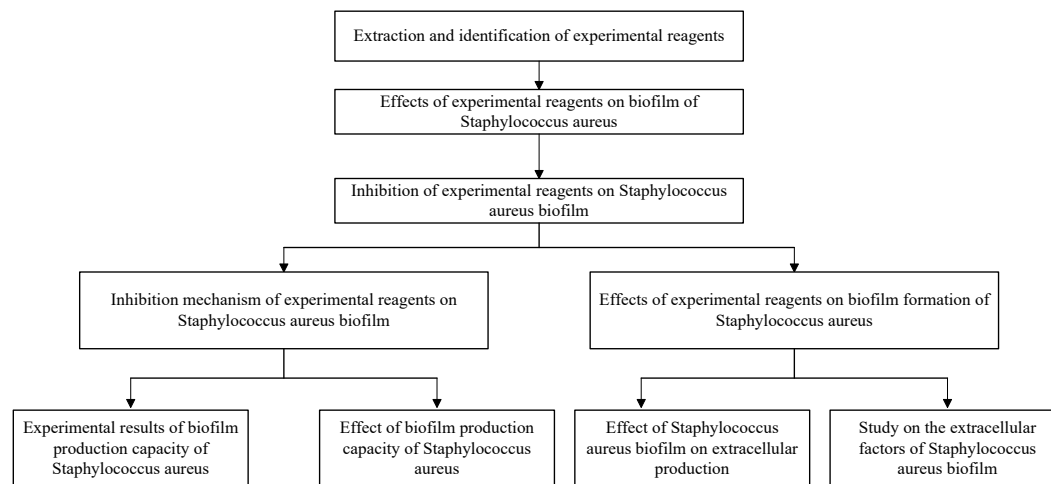 Extraction and identification of experimental reagents
Effects of experimental reagents on biofilm of
Staphylococcus aureus
Inhibition of experimental reagents on Staphylococcus
aureus biofilm
Inhibition mechanism of experimental reagents on
Staphylococcus aureus biofilm
Effects of experimental reagents on biofilm formation of
Staphylococcus aureus
Experimental results of biofilm
production capacity of
Staphylococcus aureus
Effect of biofilm production
capacity of Staphylococcus
aureus
Effect of Staphylococcus
aureus biofilm on extracellular
production
Study on the extracellular
factors of Staphylococcus
aureus biofilm